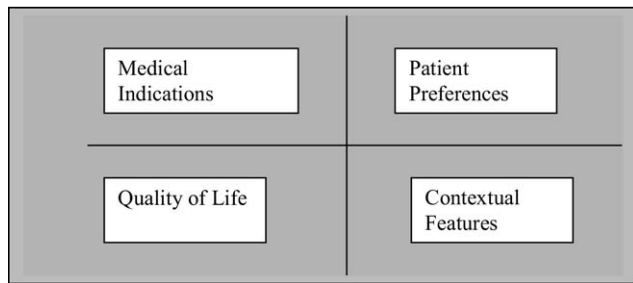 Medical
Indications
Patient
Preferences
Quality of Life
Contextual
Features